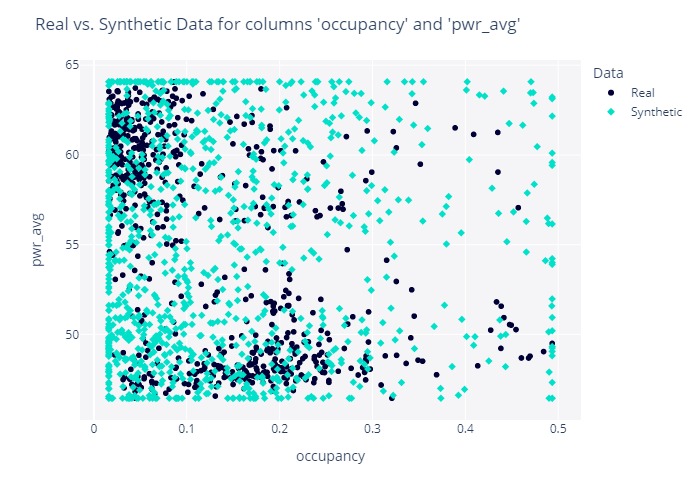 Real vs. Synthetic Data for columns 'occupancy' and 'pwr_avg'
Data
Real
Synthetic
65
60
55
50
pwr_avg
0
0.1
0.2
0.3
0.4
0.5
occupancy